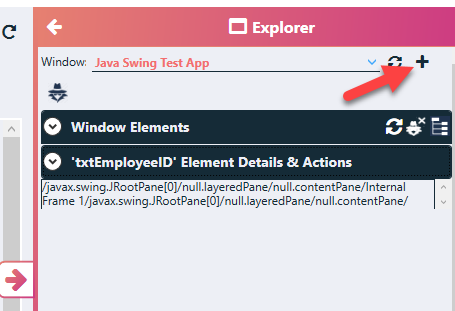 Explorer
Window: Java Swing Test App
Window Elements
'txtEmployeeID' Element Details & Actions
/javax.swing.JRootPane[0]/null.layeredPane/null.contentPane/Internal
Frame 1/javax.swing.JRootPane[0]/null.layeredPane/null.contentPane/